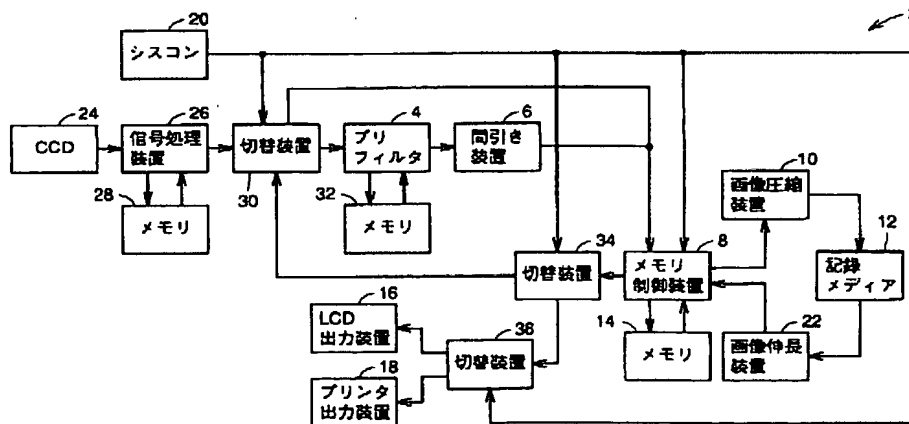 20
シスコン
24
CCD
26
信号処理
装置
28
メモリ
切替装置
30
4
プリ
フィルタ
32
メモリ
6
間引き
装置
10
画像圧縮
装置
12
記録
メディア
34
切替装置
8
メモリ
制御装置
14
メモリ
22
画像伸長
装置
16
LCD
出力装置
18
プリンタ
出力装置
38
切替装置